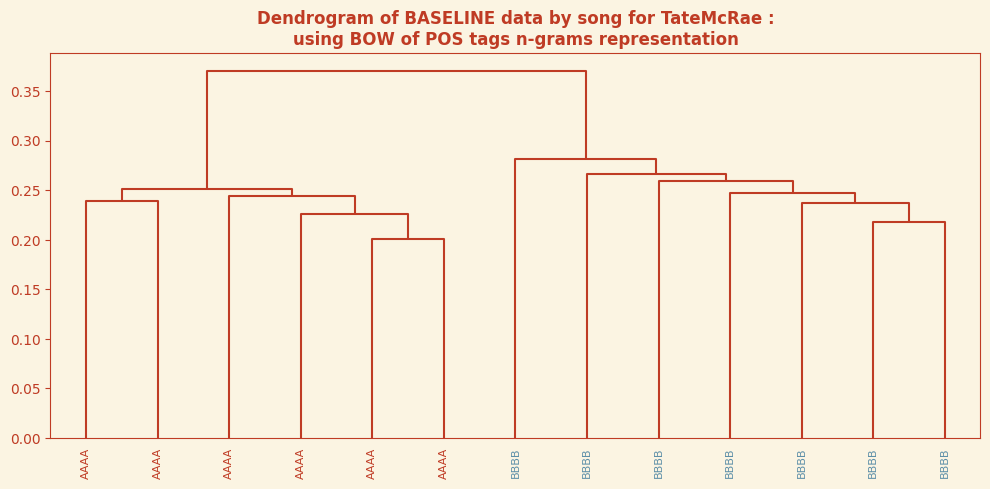 Dendrogram of BASELINE data by song for TateMcRae :
using BOW of POS tags n-grams representation
0.35
0.30
0.25
0.20
0.15
0.10
0.05
0.00
AAAA AAAA AAAA AAAA AAAA AAAA BBBB BBBB BBBB BBBB BBBB BBBB BBBB